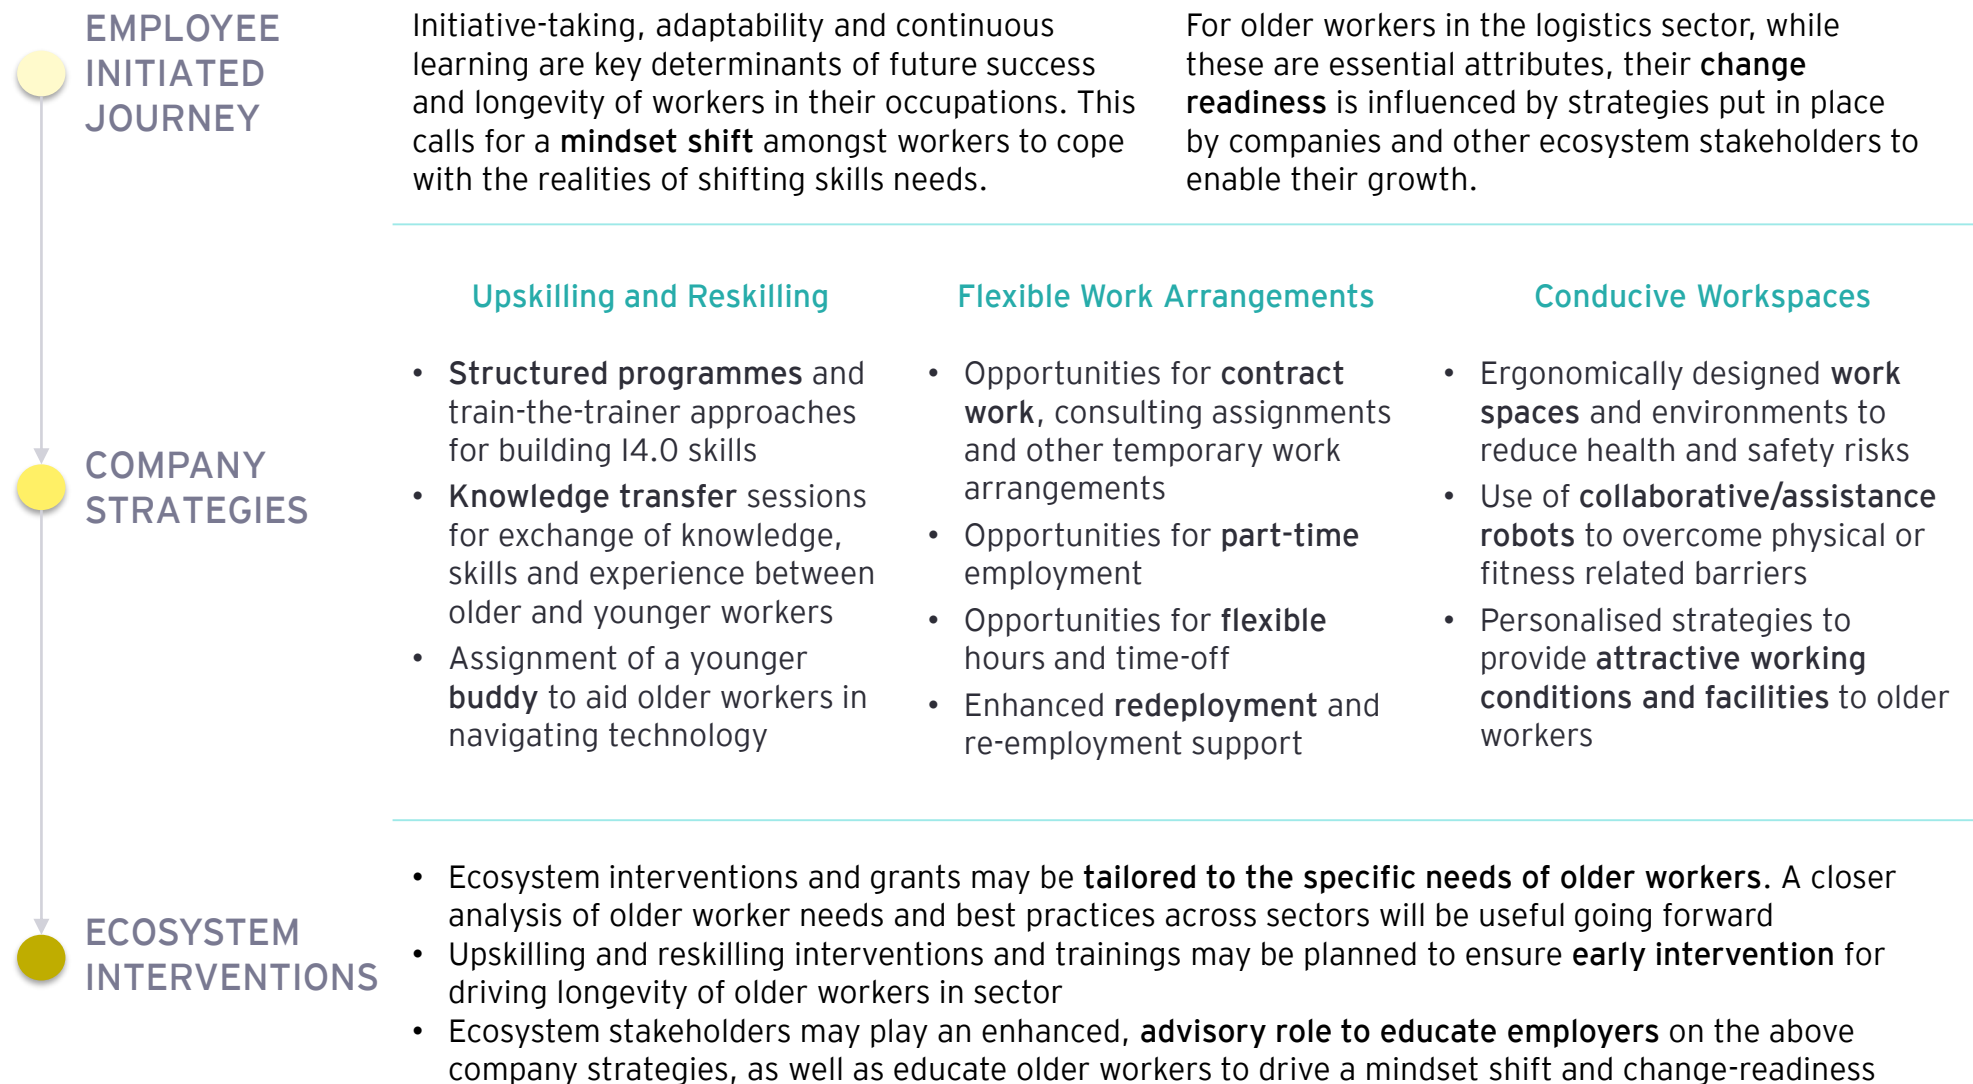 EMPLOYEE
INITIATED
JOURNEY
Initiative-taking, adaptability and continuous
learning are key determinants of future success
and longevity of workers in their occupations. This
calls for a mindset shift amongst workers to cope
with the realities of shifting skills needs.
For older workers in the logistics sector, while
these are essential attributes, their change
readiness is influenced by strategies put in place
by companies and other ecosystem stakeholders to
enable their growth.
COMPANY
STRATEGIES
Upskilling and Reskilling
• Structured programmes and
train-the-trainer approaches
for building I4.0 skills
• Knowledge transfer sessions
for exchange of knowledge,
skills and experience between
older and younger workers
• Assignment of a younger
buddy to aid older workers in
navigating technology
Flexible Work Arrangements
• Opportunities for contract
work, consulting assignments
and other temporary work
arrangements
• Opportunities for part-time
employment
• Opportunities for flexible
hours and time-off
• Enhanced redeployment and
re-employment support
Conducive Workspaces
• Ergonomically designed work
spaces and environments to
reduce health and safety risks
• Use of collaborative/assistance
robots to overcome physical or
fitness related barriers
• Personalised strategies to
provide attractive working
conditions and facilities to older
workers
ECOSYSTEM
INTERVENTIONS
• Ecosystem interventions and grants may be tailored to the specific needs of older workers. A closer
analysis of older worker needs and best practices across sectors will be useful going forward
• Upskilling and reskilling interventions and trainings may be planned to ensure early intervention for
driving longevity of older workers in sector
• Ecosystem stakeholders may play an enhanced, advisory role to educate employers on the above
company strategies, as well as educate older workers to drive a mindset shift and change-readiness